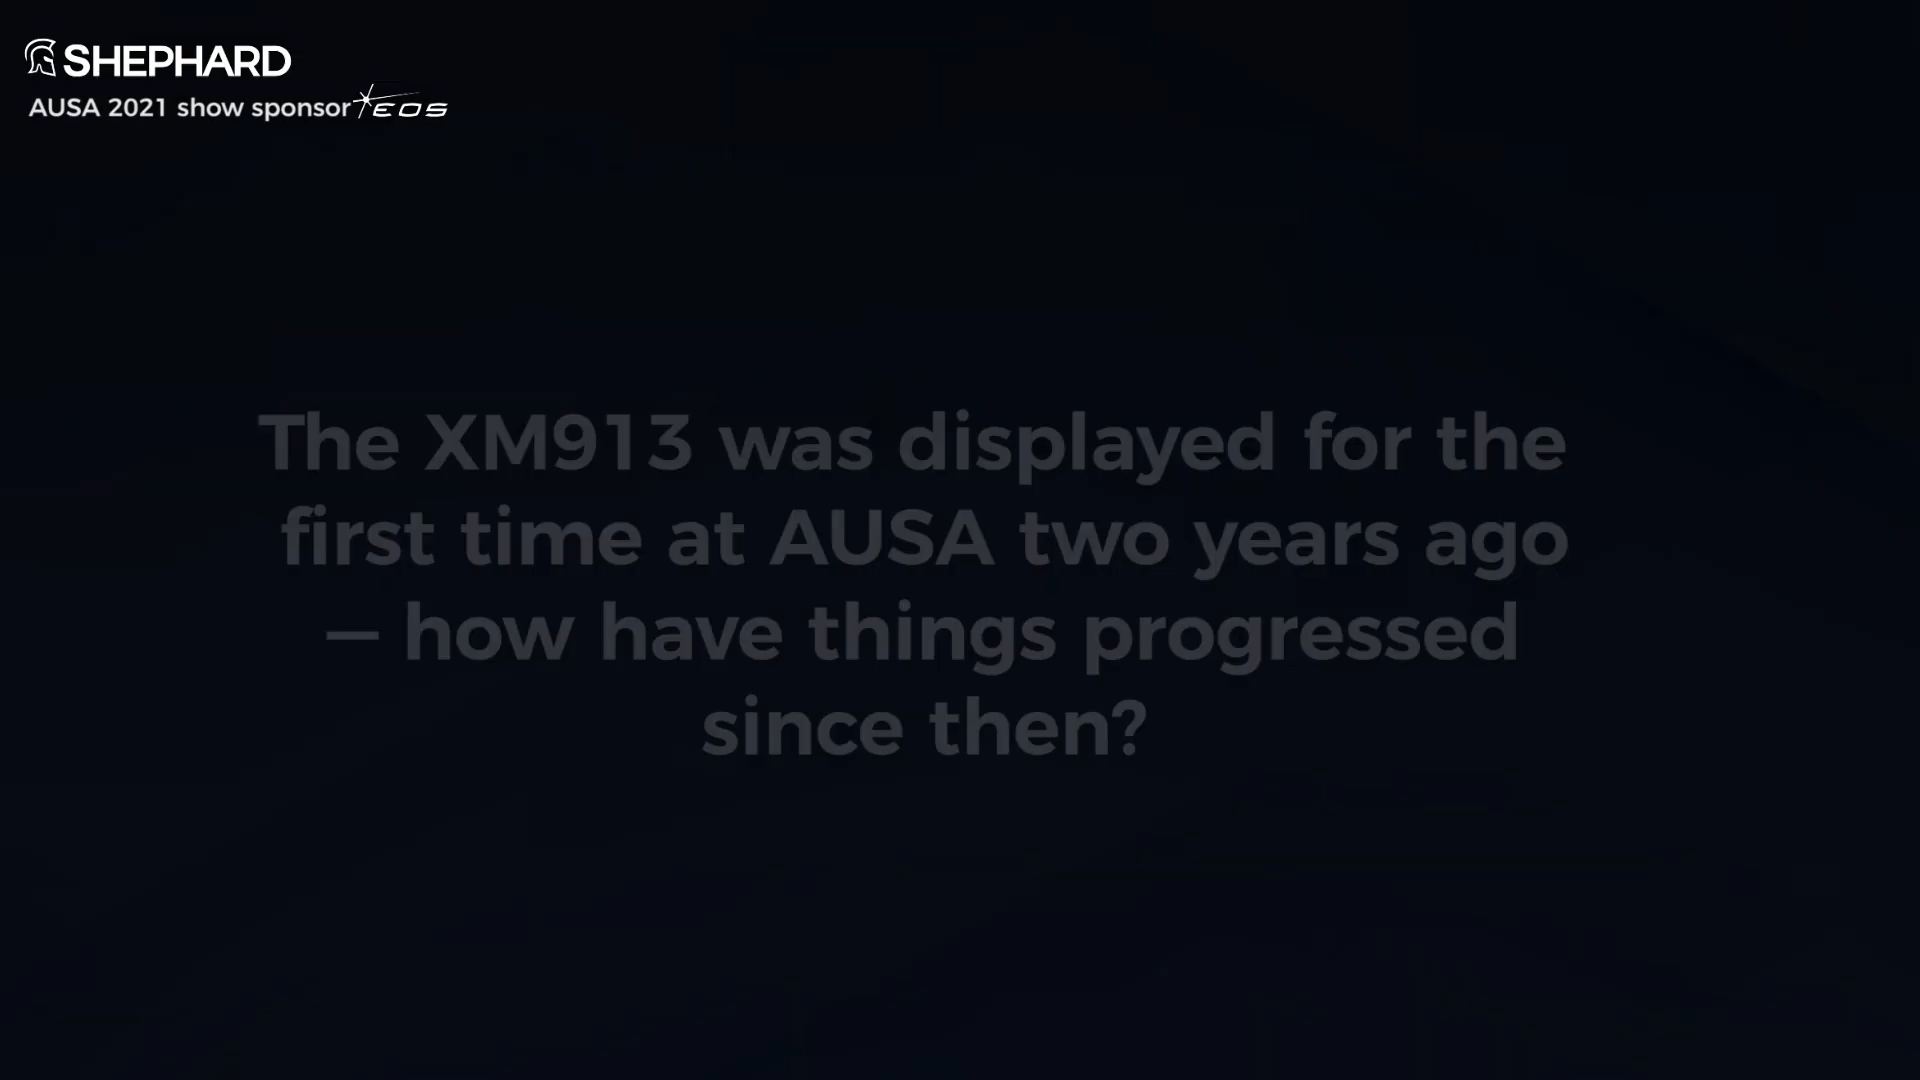 SHEPHARD
AUSA 2021 show sponsor EOS
The XM913 was displayed for the
first time at AUSA two years ago
— how have things progressed
since then?